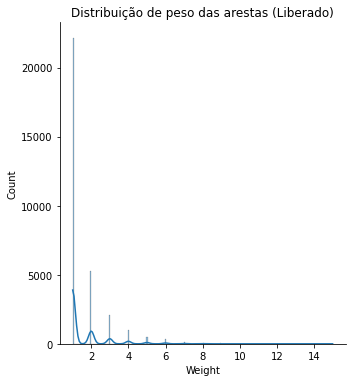 Distribuição de peso das arestas (Liberado)
Count
20000
15000
10000
5000
0
2 4 6 8 10 12 14
Weight